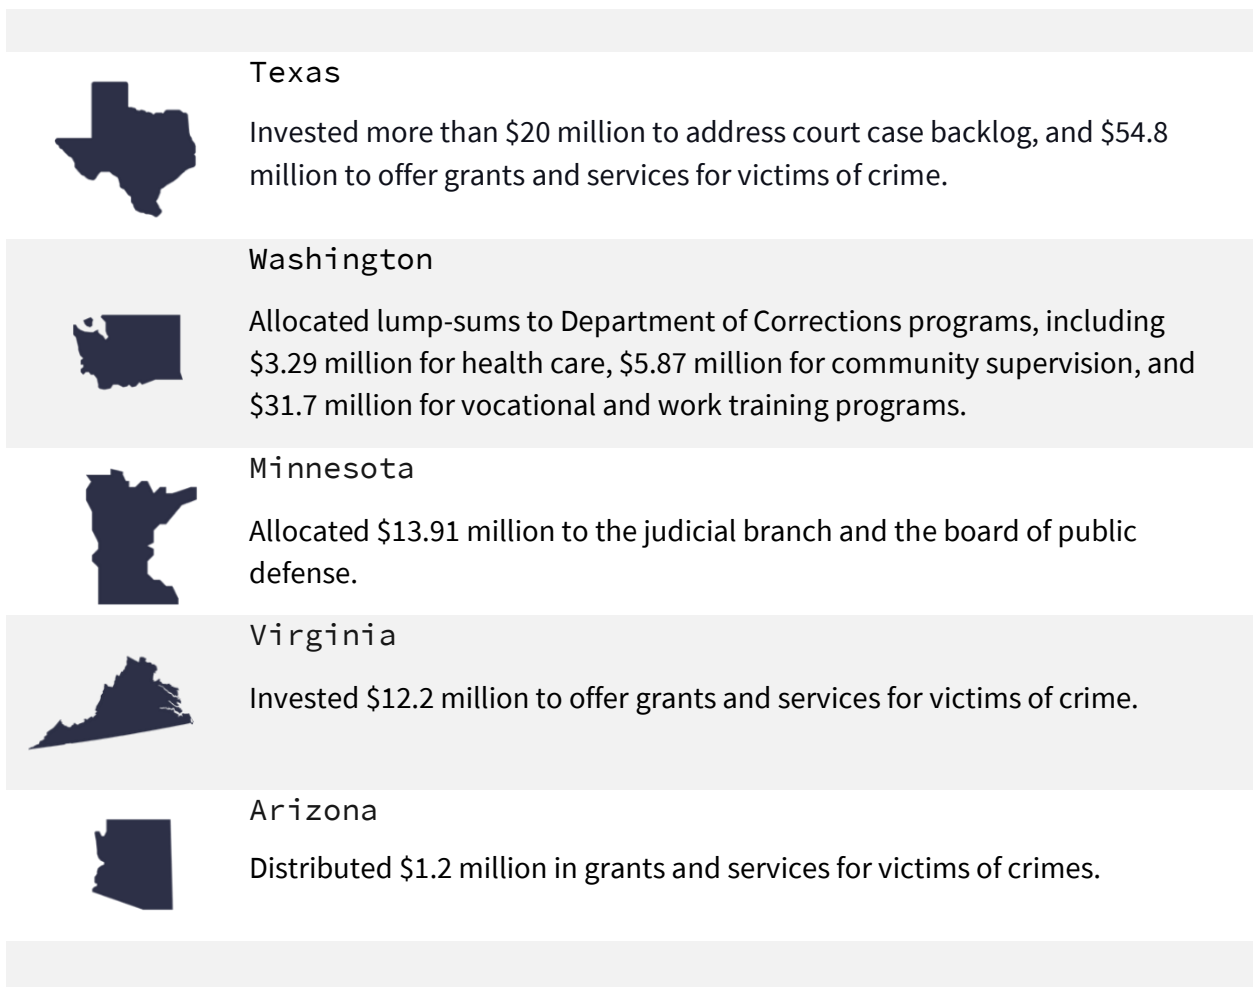 Texas
Invested more than $20 million to address court case backlog, and $54.8
million to offer grants and services for victims of crime.
Washington
Allocated lump-sums to Department of Corrections programs, including
$3.29 million for health care, $5.87 million for community supervision, and
$31.7 million for vocational and work training programs.
Minnesota
Allocated $13.91 million to the judicial branch and the board of public
defense.
Virginia
Invested $12.2 million to offer grants and services for victims of crime.
Arizona
Distributed $1.2 million in grants and services for victims of crimes.